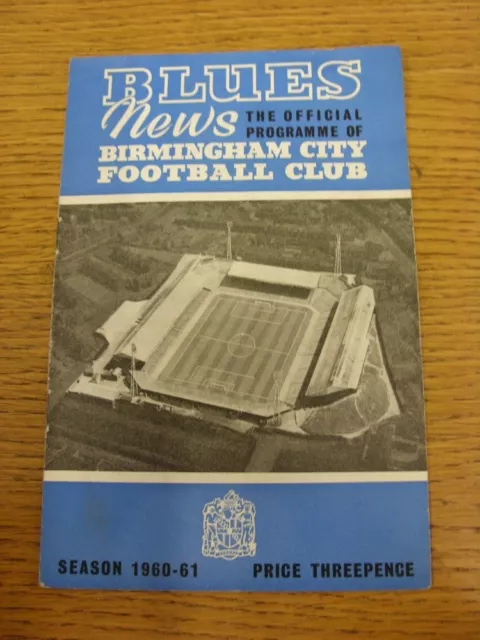 BLUES
News
THE OFFICIAL
PROGRAMME OF
BIRMINGHAM CITY
FOOTBALL CLUB
SEASON 1960-61
PRICE THREEPENCE